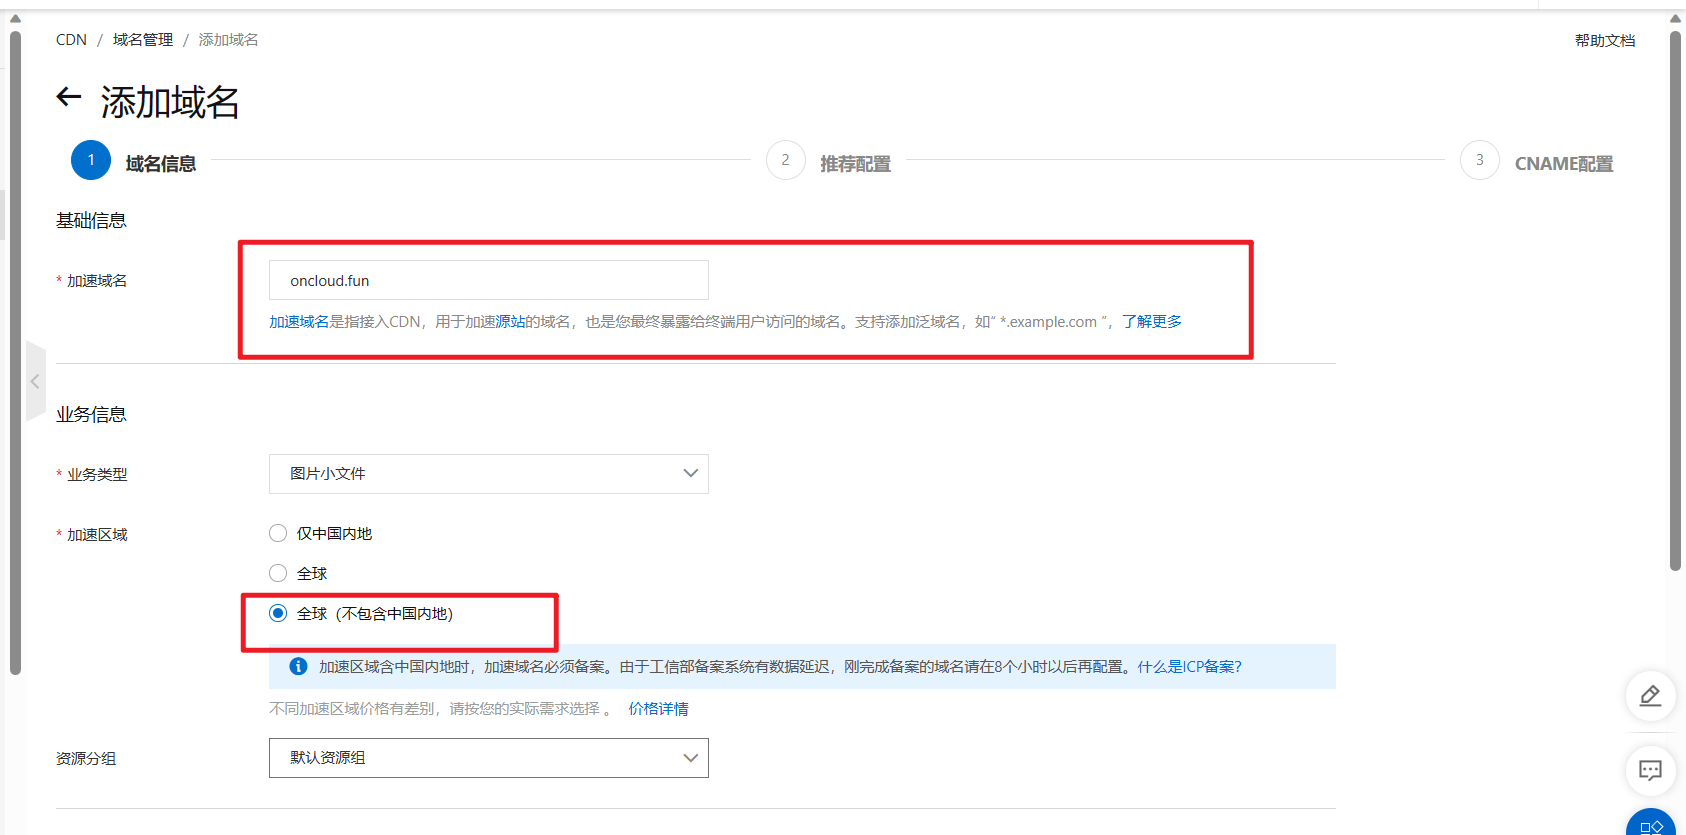 CDN / 域名管理 / 添加域名
帮助文档
添加域名
1 域名信息
2 推荐配置
3 CNAME配置
基础信息
* 加速域名
oncloud.fun
加速域名是指接入CDN，用于加速源站的域名，也是您最终暴露给终端用户访问的域名。支持添加泛域名，如“ *.example.com ”，了解更多
业务信息
* 业务类型
图片小文件
* 加速区域
仅中国内地
全球
全球（不包含中国内地）
加速区域含中国内地时，加速域名必须备案。由于工信部备案系统有数据延迟，刚完成备案的域名请在8个小时以后再配置。什么是ICP备案?
不同加速区域价格有差别，请按您的实际需求选择 。 价格详情
资源分组
默认资源组